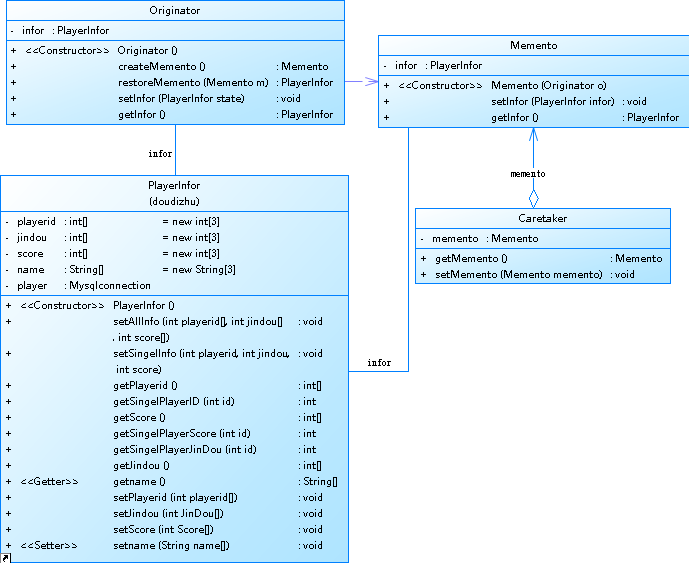 Originator
- infor : PlayerInfor
+ <<Constructor>> Originator ()
+ createMemento () : Memento
+ restoreMemento (Memento m) : PlayerInfor
+ setInfor (PlayerInfor state) : void
+ getInfor () : PlayerInfor
Memento
- infor : PlayerInfor
+ <<Constructor>> Memento (Originator o)
+ setInfor (PlayerInfor infor) : void
+ getInfor () : PlayerInfor
infor
memento
PlayerInfor
(doudizhu)
- playerid : int[] = new int[3]
- jindou : int[] = new int[3]
- score : int[] = new int[3]
- name : String[] = new String[3]
- player : Mysqlconnection
+ <<Constructor>> PlayerInfor ()
+ setAllInfo (int playerid[], int jindou[] : void
, int score[])
+ setSingelInfo (int playerid, int jindou, : void
int score)
+ getPlayerid () : int[]
+ getSingelPlayerID (int id) : int
+ getScore () : int[]
+ getSingelPlayerScore (int id) : int
+ getSingelPlayerJinDou (int id) : int
+ getJindou () : int[]
+ <<Getter>> getname () : String[]
+ setPlayerid (int playerid[]) : void
+ setJindou (int JinDou[]) : void
+ setScore (int Score[]) : void
+ <<Setter>> setname (String name[]) : void
Caretaker
- memento : Memento
+ getMemento () : Memento
+ setMemento (Memento memento) : void
infor